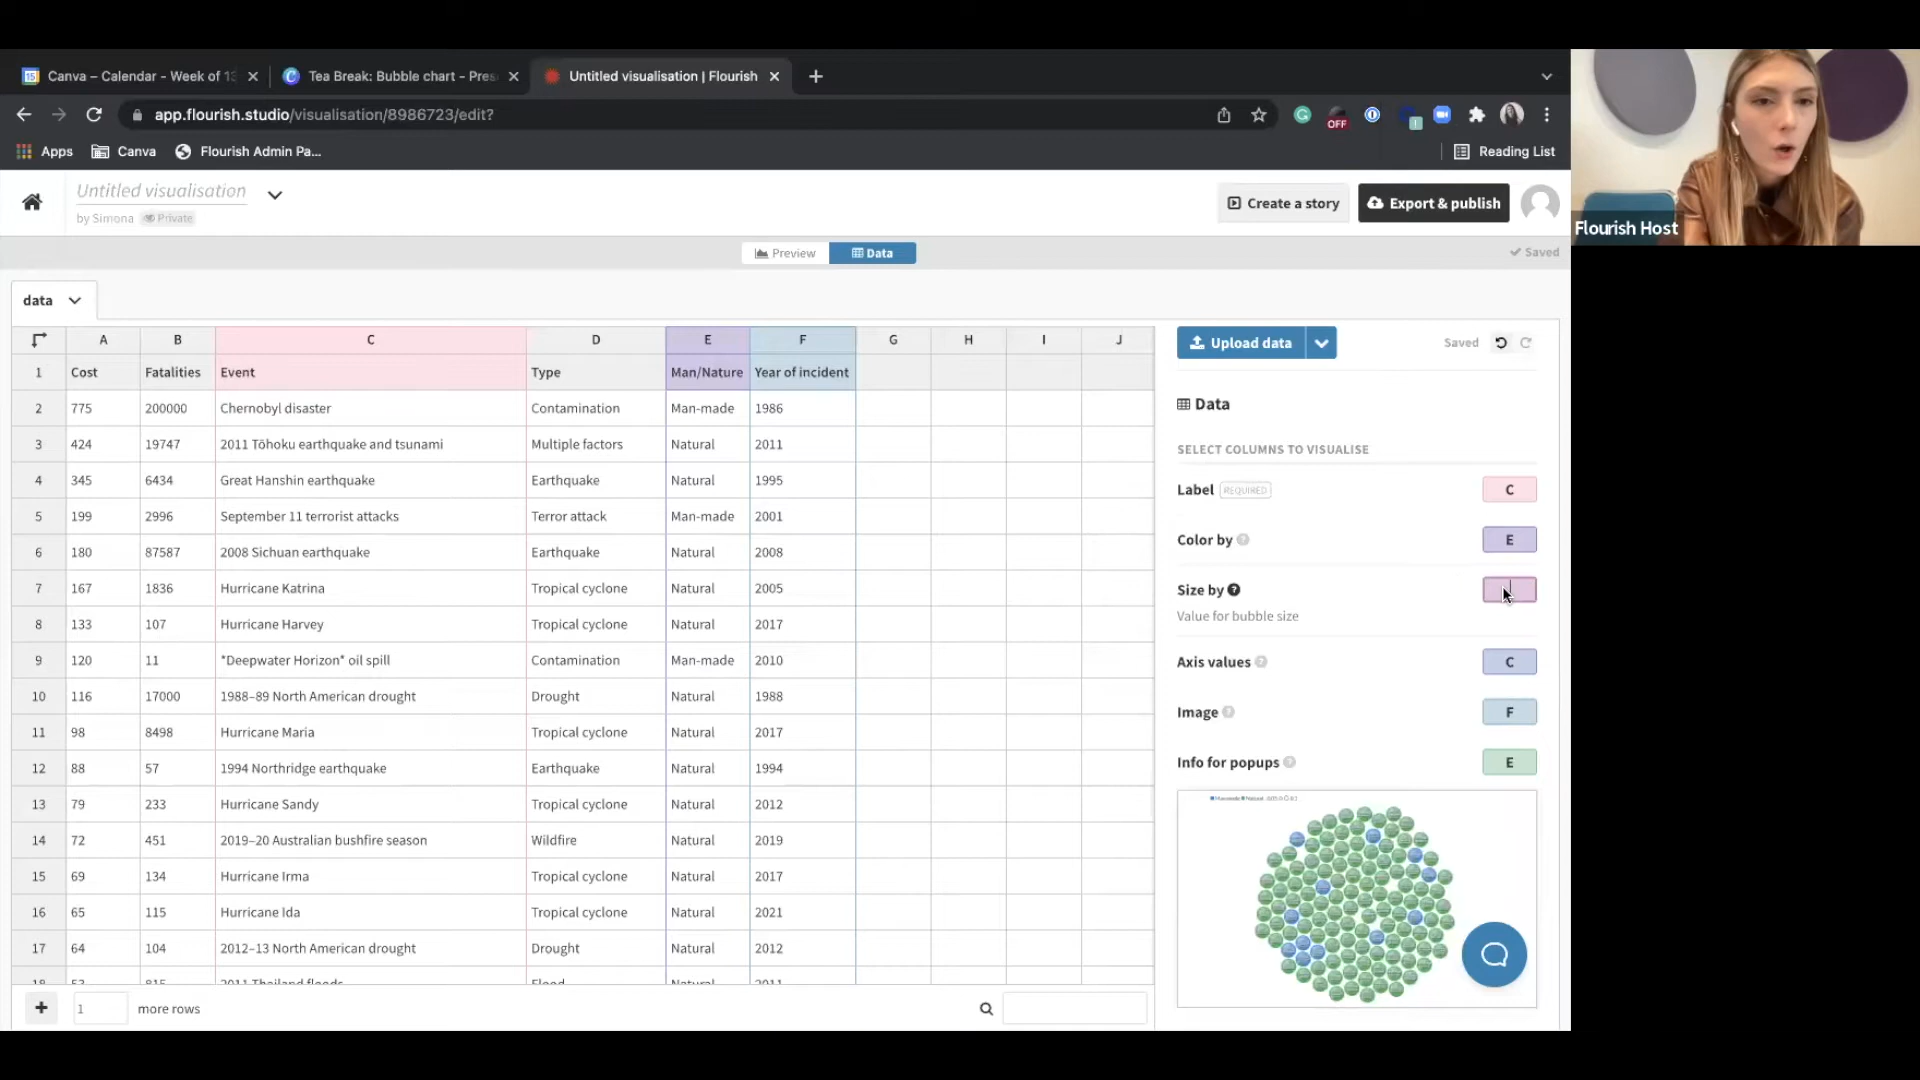 Canva – Calendar - Week of 13
Tea Break: Bubble chart - Pres
Untitled visualisation | Flourish
app.flourish.studio/visualisation/8986723/edit?
OFF
Apps
Canva
Flourish Admin Pa...
Reading List
Untitled visualisation
by Simona
Private
Create a story
Export & publish
Flourish Host
Preview
Data
Saved
data
A B C D E F G H I J
1 Cost Fatalities Event Type Man/Nature Year of incident
2 775 200000 Chernobyl disaster Contamination Man-made 1986
3 424 19747 2011 Tōhoku earthquake and tsunami Multiple factors Natural 2011
4 345 6434 Great Hanshin earthquake Earthquake Natural 1995
5 199 2996 September 11 terrorist attacks Terror attack Man-made 2001
6 180 87587 2008 Sichuan earthquake Earthquake Natural 2008
7 167 1836 Hurricane Katrina Tropical cyclone Natural 2005
8 133 107 Hurricane Harvey Tropical cyclone Natural 2017
9 120 11 *Deepwater Horizon* oil spill Contamination Man-made 2010
10 116 17000 1988–89 North American drought Drought Natural 1988
11 98 8498 Hurricane Maria Tropical cyclone Natural 2017
12 88 57 1994 Northridge earthquake Earthquake Natural 1994
13 79 233 Hurricane Sandy Tropical cyclone Natural 2012
14 72 451 2019–20 Australian bushfire season Wildfire Natural 2019
15 69 134 Hurricane Irma Tropical cyclone Natural 2017
16 65 115 Hurricane Ida Tropical cyclone Natural 2021
17 64 104 2012–13 North American drought Drought Natural 2012
18 53 815 2011 Thailand floods Flood Natural 2011
1 more rows
Upload data
Saved
Data
SELECT COLUMNS TO VISUALISE
Label REQUIRED C
Color by ? E
Size by ?
Value for bubble size
Axis values ? C
Image ? F
Info for popups ? E